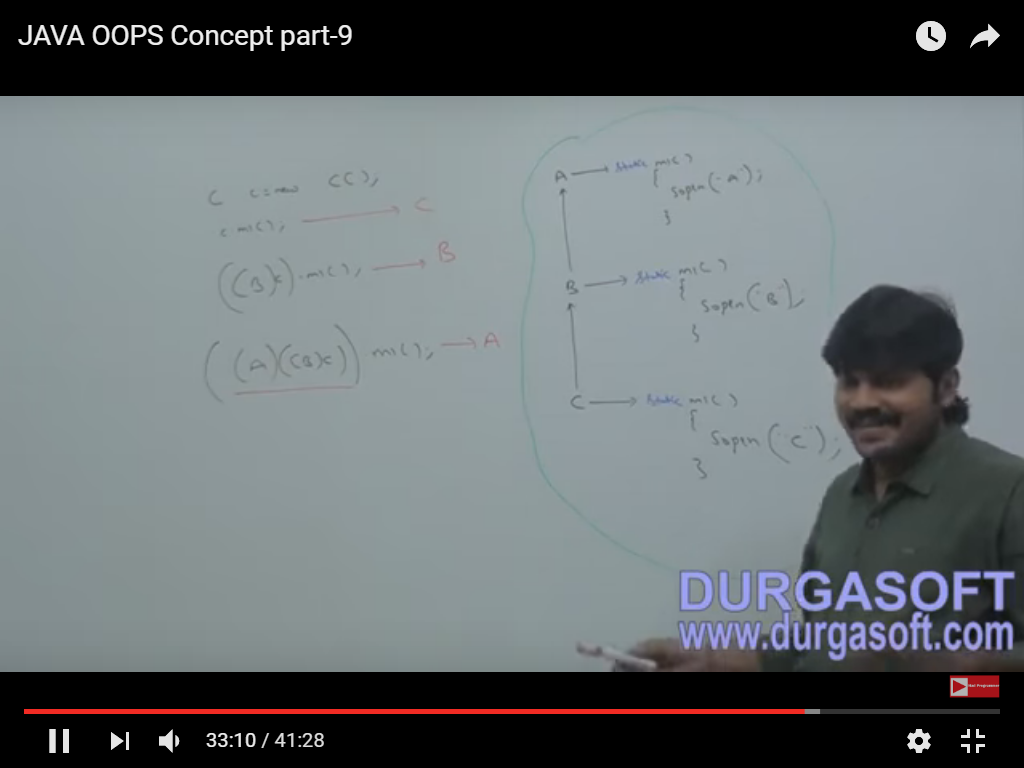 JAVA OOPS Concept part-9
C c=new C();
c m1(); → C
((B)c).m1(); → B
((A)(B)c)) m1(); → A
A → static m1()
{
sopln("A");
}
B → static m1()
{
sopln("B");
}
C → static m1()
{
sopln("C");
}
DURGASOFT
www.durgasoft.com
33:10 / 41:28